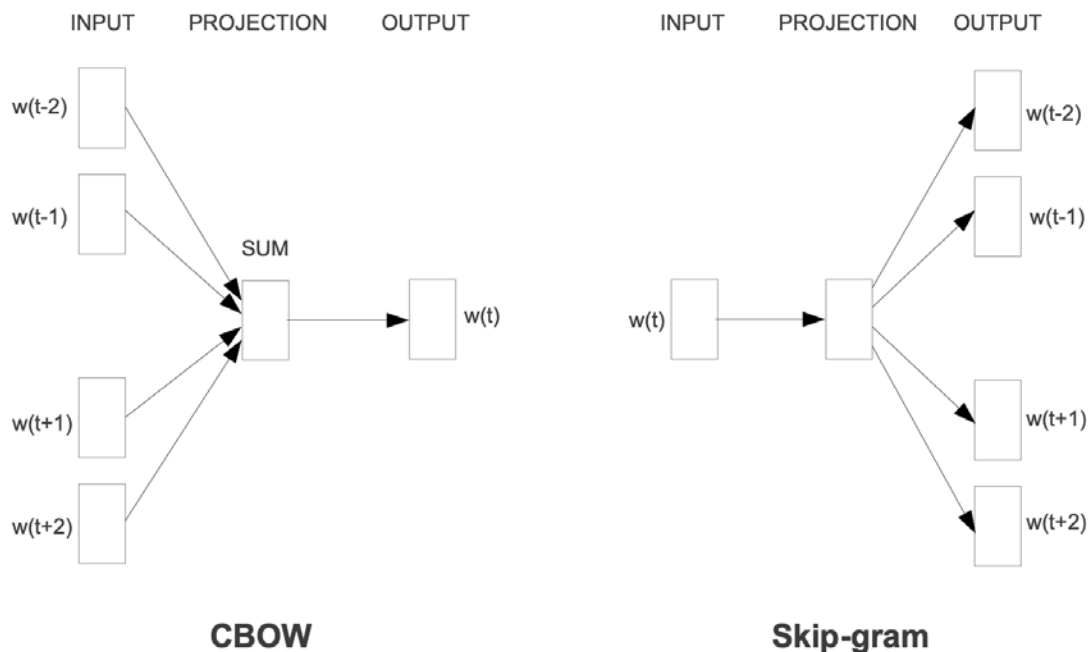 INPUT PROJECTION OUTPUT
w(t-2)
w(t-1)
SUM
w(t)
w(t+1)
w(t+2)
CBOW
INPUT PROJECTION OUTPUT
w(t-2)
w(t-1)
w(t)
w(t+1)
w(t+2)
Skip-gram